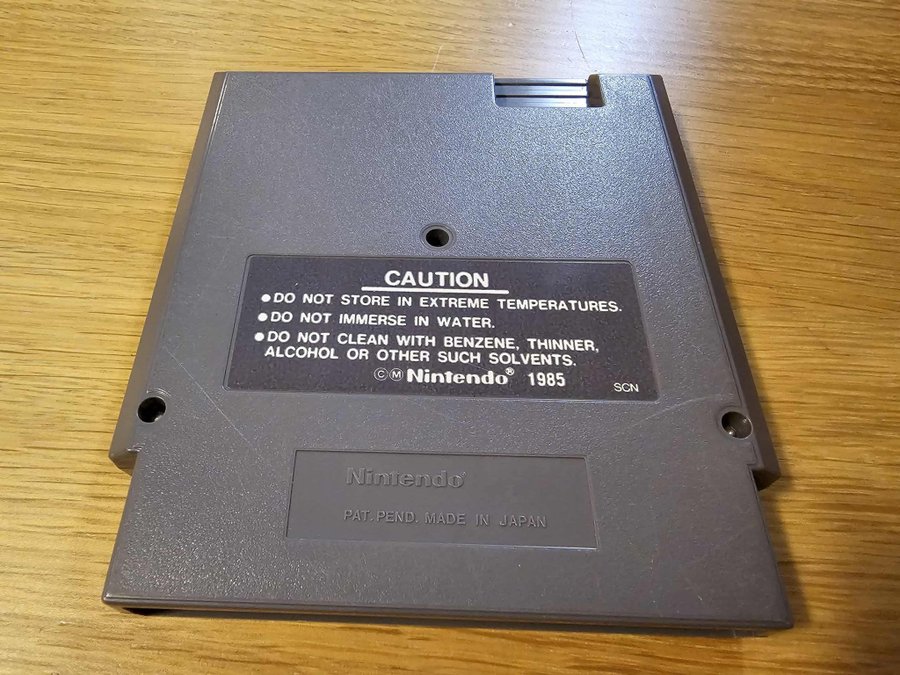 CAUTION
●DO NOT STORE IN EXTREME TEMPERATURES.
●DO NOT IMMERSE IN WATER.
●DO NOT CLEAN WITH BENZENE, THINNER,
ALCOHOL OR OTHER SUCH SOLVENTS.
ⒸⓂ Nintendo® 1985
SCN
Nintendo®
PAT. PEND. MADE IN JAPAN